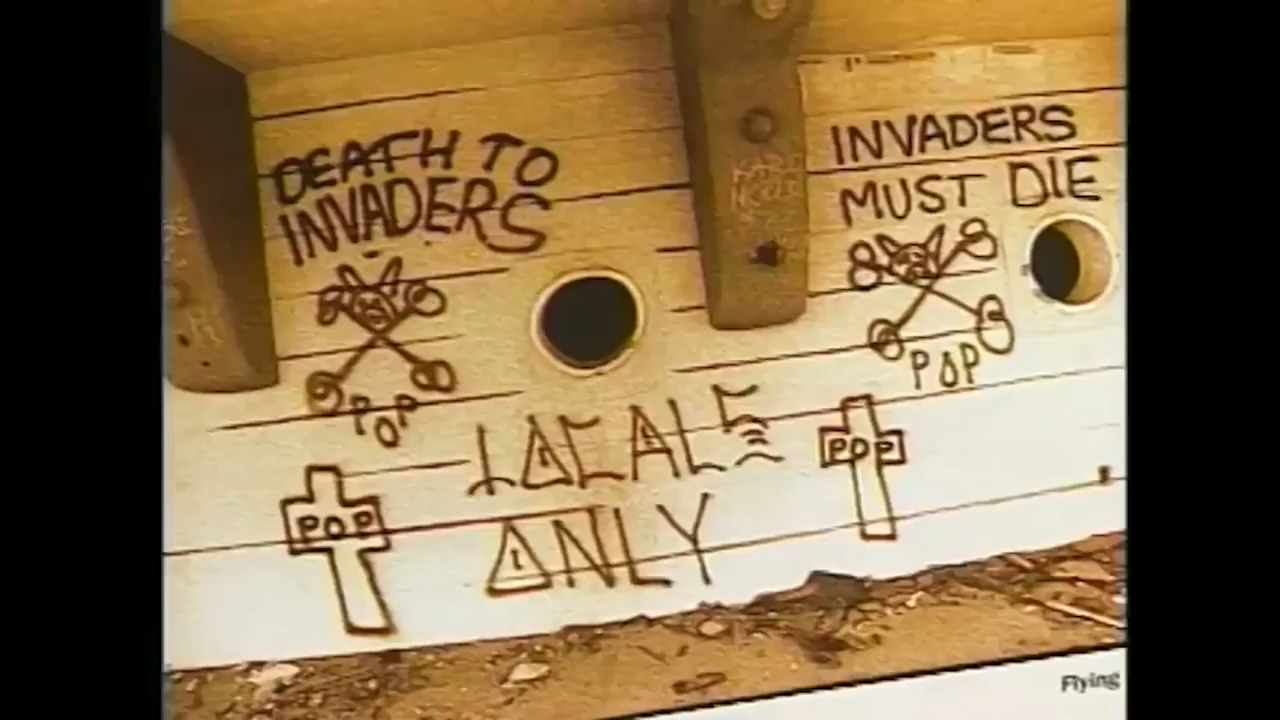 DEATH TO
INVADERS
POP
POP
INVADERS
MUST DIE
POP
POP
LOCALS
ONLY
Flying